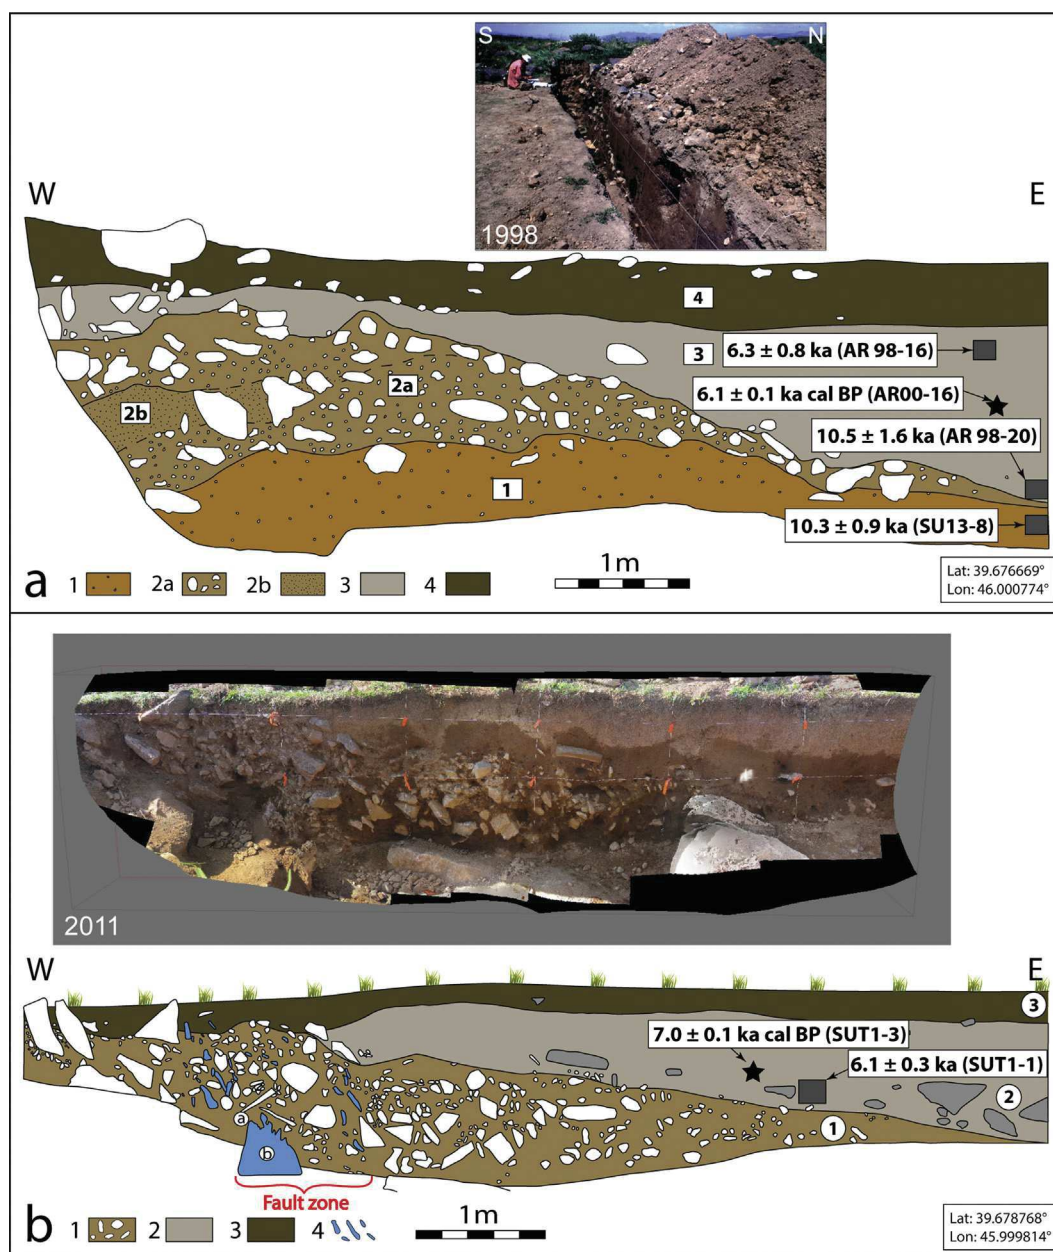 S N
1998
W E
4
3
6.3 ± 0.8 ka (AR 98-16)
2a
6.1 ± 0.1 ka cal BP (AR00-16)
2b
10.5 ± 1.6 ka (AR 98-20)
1
10.3 ± 0.9 ka (SU13-8)
a 1 2a 2b 3 4 1m
Lat: 39.676669°
Lon: 46.000774°
2011
W E
3
7.0 ± 0.1 ka cal BP (SUT1-3)
6.1 ± 0.3 ka (SUT1-1)
2
a
1
b
Fault zone
b 1 2 3 4 1m
Lat: 39.678768°
Lon: 45.999814°